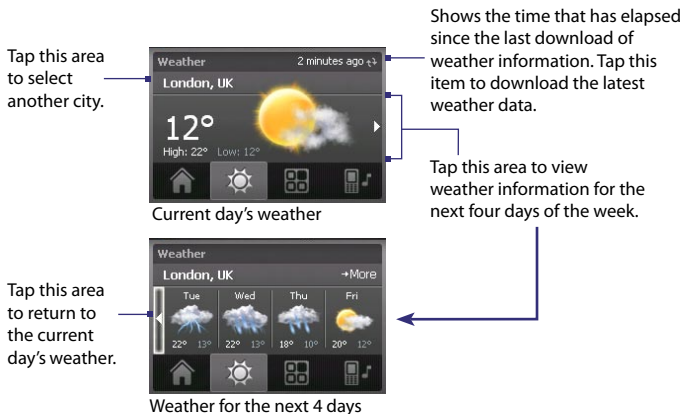 Shows the time that has elapsed
since the last download of
weather information. Tap this
item to download the latest
weather data.
Tap this area
to select
another city.
Weather 2 minutes ago
London, UK
12°
High: 22° Low: 12°
Current day's weather
Tap this area to view
weather information for the
next four days of the week.
Weather
London, UK More
Tue Wed Thu Fri
22° 13° 22° 13° 18° 10° 20° 12°
Tap this area
to return to
the current
day's weather.
Weather for the next 4 days